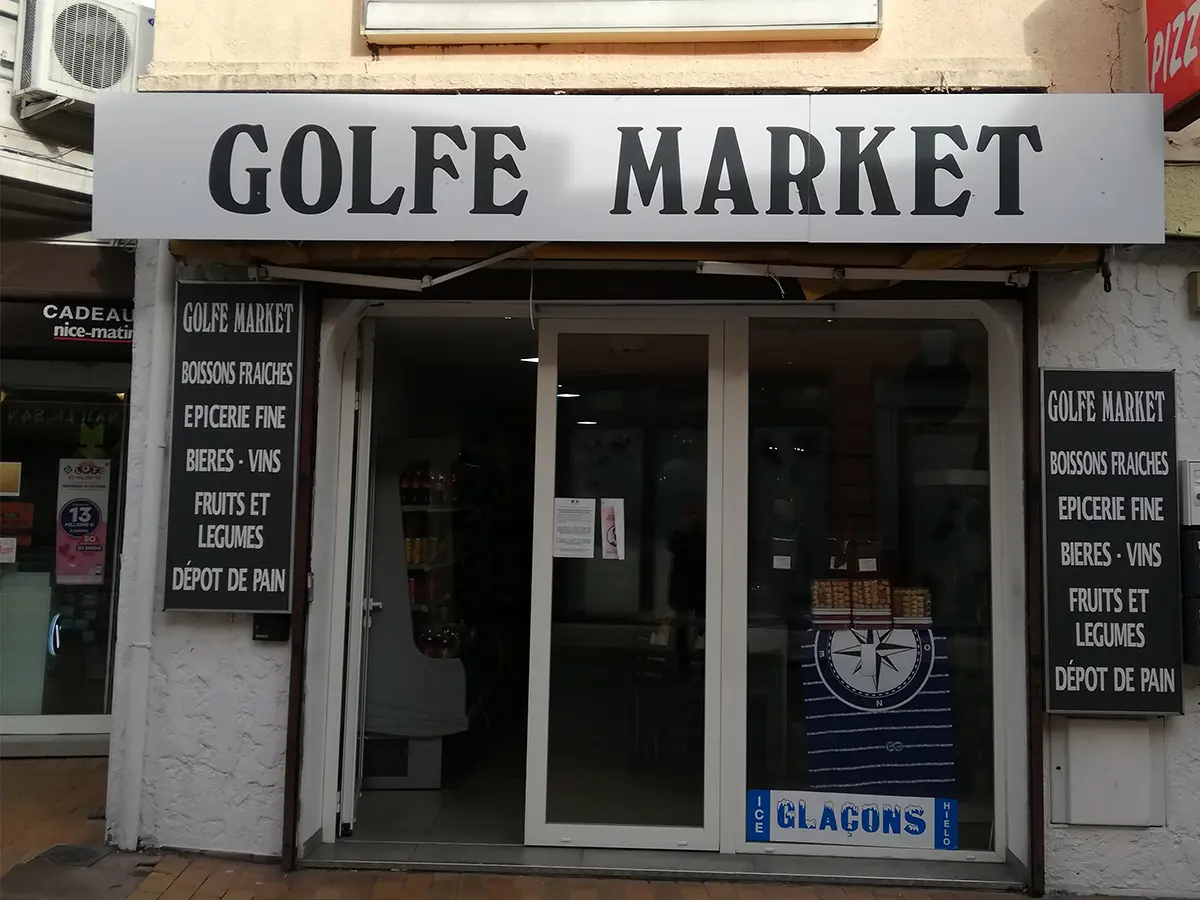 PIZZ
GOLFE MARKET
CADEAU
nice-matin
GOLFE MARKET
BOISSONS FRAICHES
EPICERIE FINE
BIERES - VINS
FRUITS ET
LEGUMES
DÉPOT DE PAIN
GOLFE MARKET
BOISSONS FRAICHES
EPICERIE FINE
BIERES - VINS
FRUITS ET
LEGUMES
DÉPOT DE PAIN
LOTO
13
E
O
N
ICE
GLAÇONS
HIELO